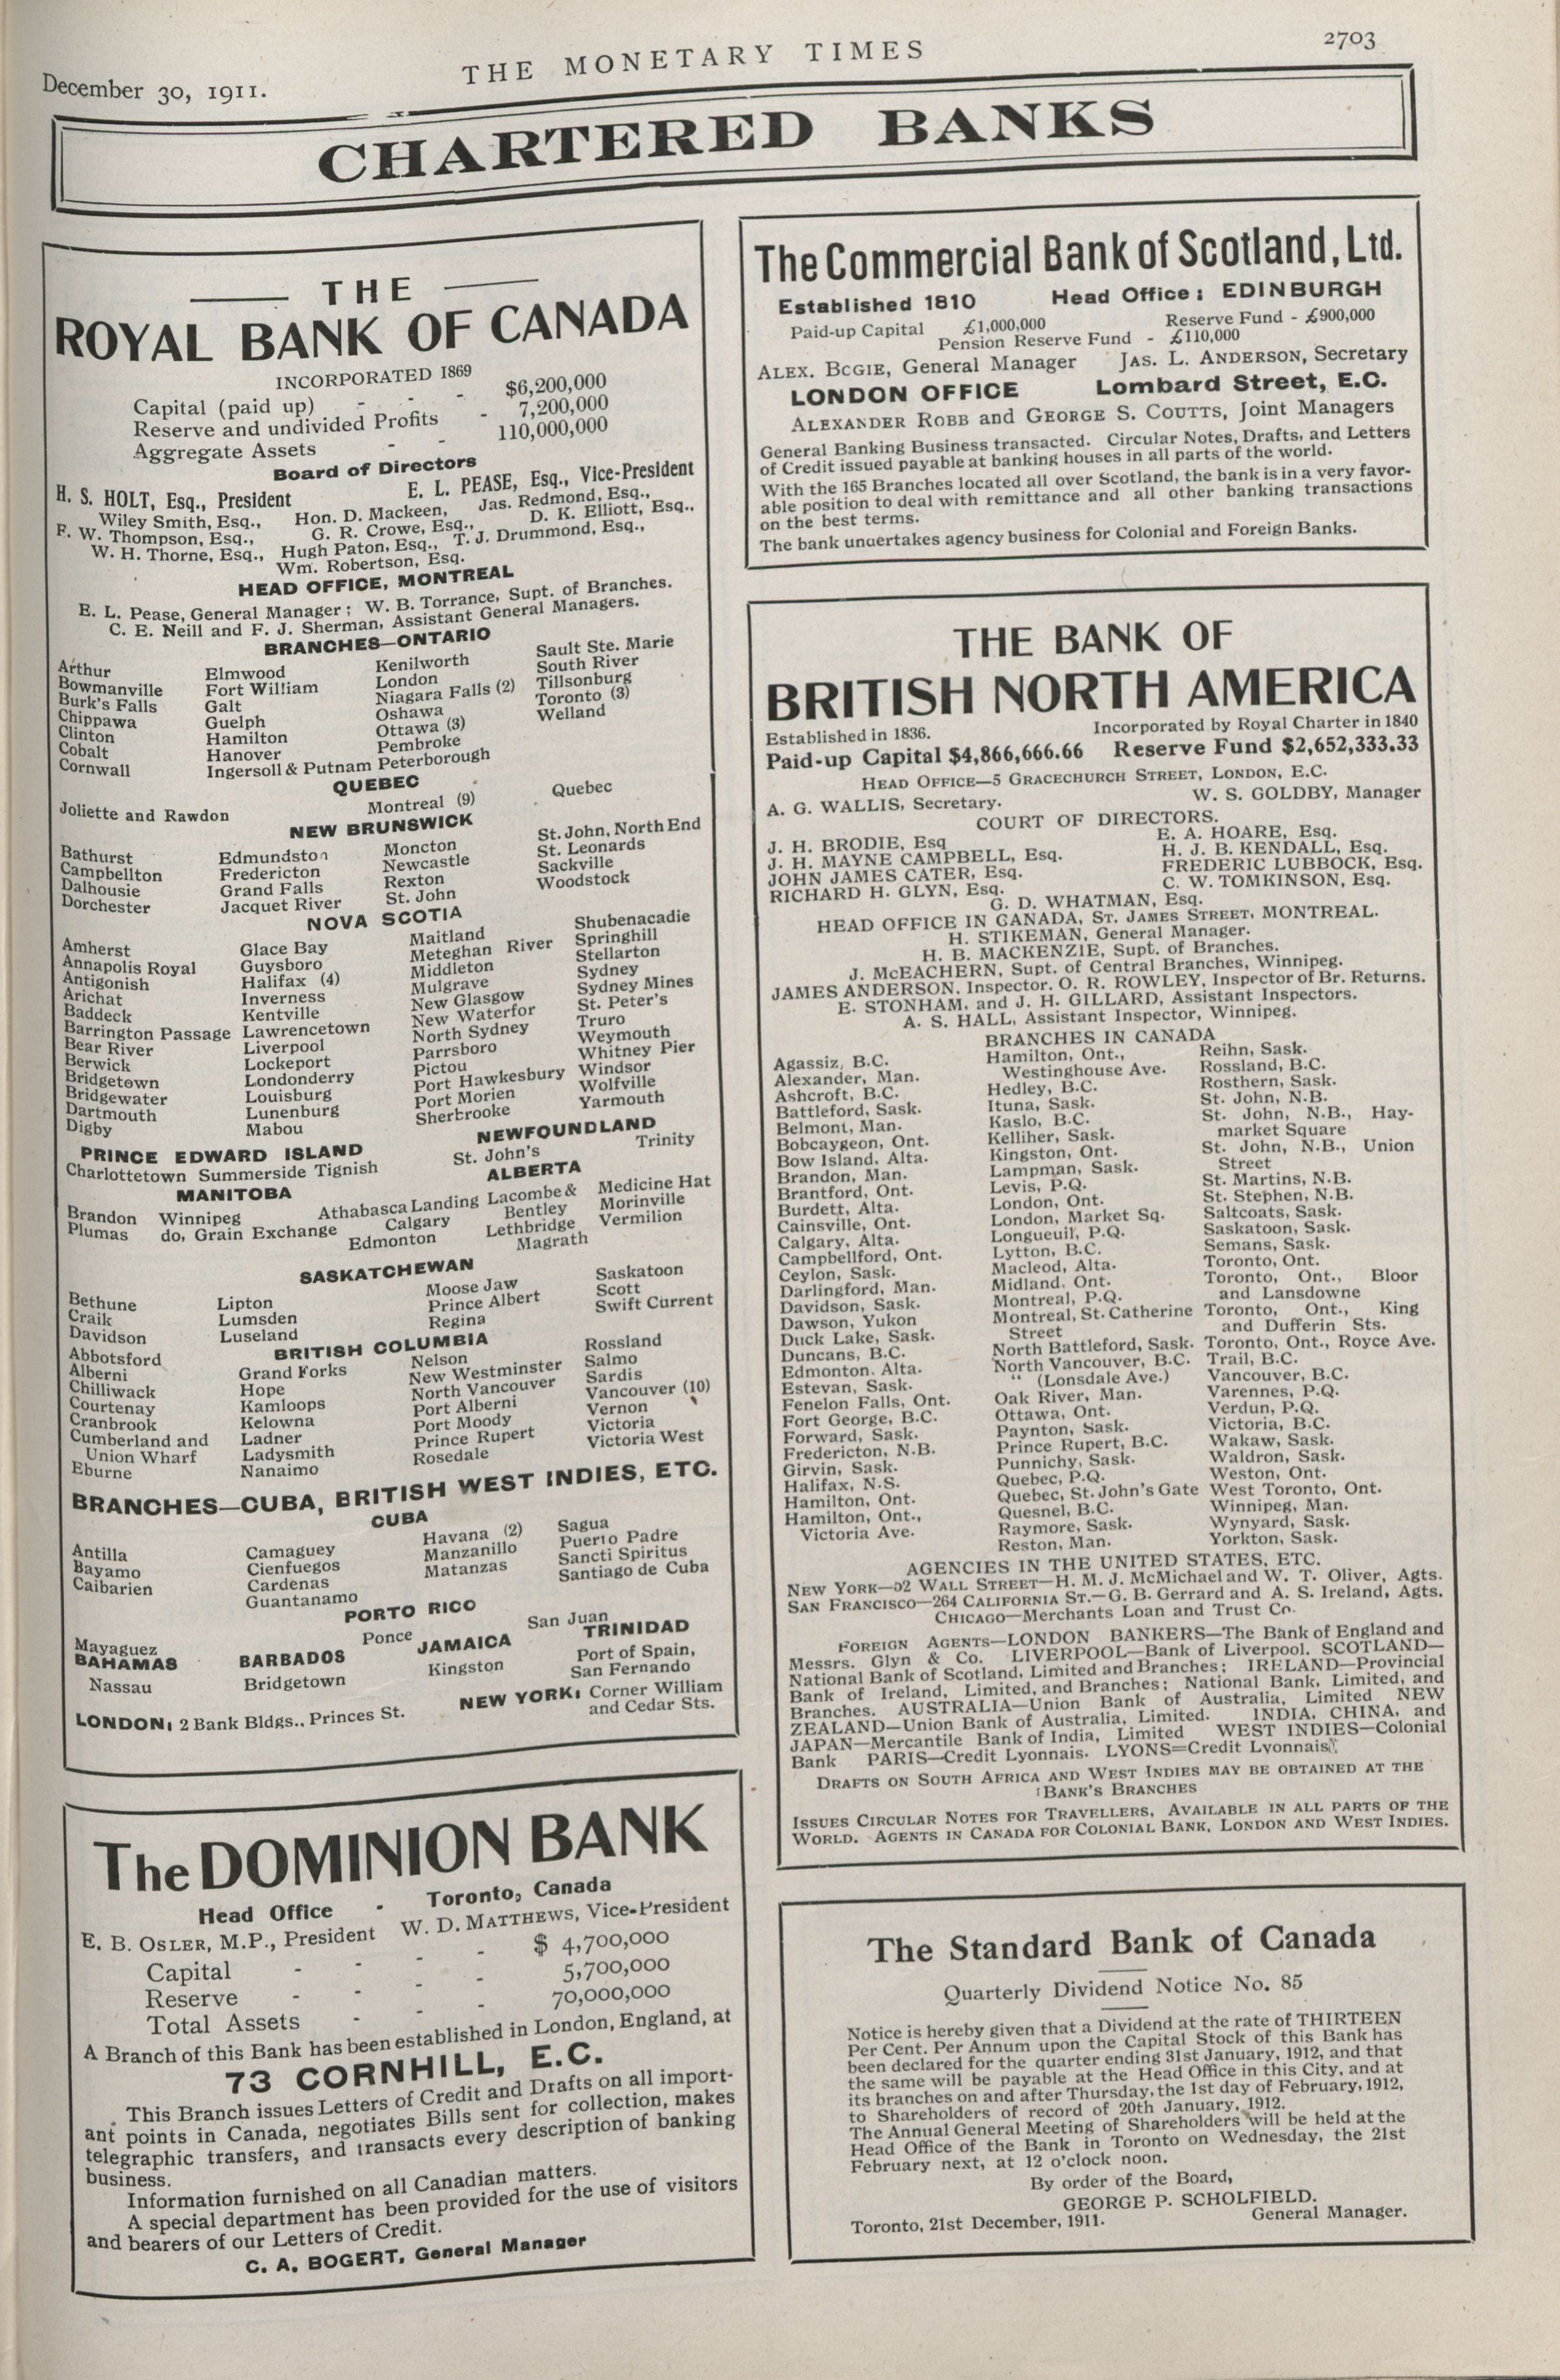 December 30, 1911.
THE MONETARY TIMES
2703
CHARTERED BANKS
THE
ROYAL BANK OF CANADA
INCORPORATED 1869
Capital (paid up) - - - $6,200,000
Reserve and undivided Profits - 7,200,000
Aggregate Assets - - 110,000,000
Board of Directors
H. S. HOLT, Esq., President E. L. PEASE, Esq., Vice-President
Wiley Smith, Esq., Hon. D. Mackeen, Jas. Redmond, Esq.,
F. W. Thompson, Esq., G. R. Crowe, Esq., D. K. Elliott, Esq..
W. H. Thorne, Esq., Hugh Paton, Esq., T. J. Drummond, Esq.,
Wm. Robertson, Esq.
HEAD OFFICE, MONTREAL
E. L. Pease, General Manager; W. B. Torrance, Supt. of Branches.
C. E. Neill and F. J. Sherman, Assistant General Managers.
BRANCHES—ONTARIO
Arthur Elmwood Kenilworth Sault Ste. Marie
Bowmanville Fort William London South River
Burk's Falls Galt Niagara Falls (2) Tillsonburg
Chippawa Guelph Oshawa Toronto (3)
Clinton Hamilton Ottawa (3) Welland
Cobalt Hanover Pembroke
Cornwall Ingersoll & Putnam Peterborough
QUEBEC
Joliette and Rawdon Montreal (9) Quebec
NEW BRUNSWICK
Bathurst Edmundston Moncton St. John, North End
Campbellton Fredericton Newcastle St. Leonards
Dalhousie Grand Falls Rexton Sackville
Dorchester Jacquet River St. John Woodstock
NOVA SCOTIA
Amherst Glace Bay Maitland Shubenacadie
Annapolis Royal Guysboro Meteghan River Springhill
Antigonish Halifax (4) Middleton Stellarton
Arichat Inverness Mulgrave Sydney
Baddeck Kentville New Glasgow Sydney Mines
Barrington Passage Lawrencetown New Waterfor St. Peter's
Bear River Liverpool North Sydney Truro
Berwick Lockeport Parrsboro Weymouth
Bridgetown Londonderry Pictou Whitney Pier
Bridgewater Louisburg Port Hawkesbury Windsor
Dartmouth Lunenburg Port Morien Wolfville
Digby Mabou Sherbrooke Yarmouth
PRINCE EDWARD ISLAND
Charlottetown Summerside Tignish
NEWFOUNDLAND
St. John's Trinity
MANITOBA
Brandon Winnipeg
Plumas do, Grain Exchange
ALBERTA
Athabasca Landing Lacombe & Medicine Hat
Calgary Bentley Morinville
Edmonton Lethbridge Vermilion
Magrath
SASKATCHEWAN
Bethune Lipton Moose Jaw Saskatoon
Craik Lumsden Prince Albert Scott
Davidson Luseland Regina Swift Current
BRITISH COLUMBIA
Abbotsford Grand Forks Nelson Rossland
Alberni Hope New Westminster Salmo
Chilliwack Kamloops North Vancouver Sardis
Courtenay Kelowna Port Alberni Vancouver (10)
Cranbrook Ladner Port Moody Vernon
Cumberland and Ladysmith Prince Rupert Victoria
Union Wharf Nanaimo Rosedale Victoria West
Eburne
BRANCHES—CUBA, BRITISH WEST INDIES, ETC.
CUBA
Antilla Camaguey Havana (2) Sagua
Bayamo Cienfuegos Manzanillo Puerto Padre
Caibarien Cardenas Matanzas Sancti Spiritus
Guantanamo Santiago de Cuba
PORTO RICO
Mayaguez Ponce San Juan
BAHAMAS BARBADOS JAMAICA TRINIDAD
Nassau Bridgetown Kingston Port of Spain,
San Fernando
LONDON: 2 Bank Bldgs., Princes St. NEW YORK: Corner William
and Cedar Sts.
The DOMINION BANK
Head Office - Toronto, Canada
E. B. OSLER, M.P., President W. D. MATTHEWS, Vice-President
Capital - - - - $ 4,700,000
Reserve - - - - 5,700,000
Total Assets - - - 70,000,000
A Branch of this Bank has been established in London, England, at
73 CORNHILL, E.C.
This Branch issues Letters of Credit and Drafts on all import-
ant points in Canada, negotiates Bills sent for collection, makes
telegraphic transfers, and transacts every description of banking
business.
Information furnished on all Canadian matters.
A special department has been provided for the use of visitors
and bearers of our Letters of Credit.
C. A. BOGERT, General Manager
The Commercial Bank of Scotland, Ltd.
Established 1810 Head Office: EDINBURGH
Paid-up Capital £1,000,000 Reserve Fund - £900,000
Pension Reserve Fund - £110,000
ALEX. BOGIE, General Manager JAS. L. ANDERSON, Secretary
LONDON OFFICE Lombard Street, E.C.
ALEXANDER ROBB and GEORGE S. COUTTS, Joint Managers
General Banking Business transacted. Circular Notes, Drafts, and Letters
of Credit issued payable at banking houses in all parts of the world.
With the 165 Branches located all over Scotland, the bank is in a very favor-
able position to deal with remittance and all other banking transactions
on the best terms.
The bank undertakes agency business for Colonial and Foreign Banks.
THE BANK OF
BRITISH NORTH AMERICA
Established in 1836. Incorporated by Royal Charter in 1840
Paid-up Capital $4,866,666.66 Reserve Fund $2,652,333.33
HEAD OFFICE—5 GRACECHURCH STREET, LONDON, E.C.
A. G. WALLIS, Secretary. W. S. GOLDBY, Manager
COURT OF DIRECTORS.
J. H. BRODIE, Esq E. A. HOARE, Esq.
J. H. MAYNE CAMPBELL, Esq. H. J. B. KENDALL, Esq.
JOHN JAMES CATER, Esq. FREDERIC LUBBOCK, Esq.
RICHARD H. GLYN, Esq. C. W. TOMKINSON, Esq.
G. D. WHATMAN, Esq.
HEAD OFFICE IN CANADA, ST. JAMES STREET, MONTREAL.
H. STIKEMAN, General Manager.
H. B. MACKENZIE, Supt. of Branches.
J. McEACHERN, Supt. of Central Branches, Winnipeg.
JAMES ANDERSON, Inspector. O. R. ROWLEY, Inspector of Br. Returns.
E. STONHAM, and J. H. GILLARD, Assistant Inspectors.
A. S. HALL, Assistant Inspector, Winnipeg.
BRANCHES IN CANADA
Agassiz, B.C.
Alexander, Man.
Ashcroft, B.C.
Battleford, Sask.
Belmont, Man.
Bobcaygeon, Ont.
Bow Island, Alta.
Brandon, Man.
Brantford, Ont.
Burdett, Alta.
Cainsville, Ont.
Calgary, Alta.
Campbellford, Ont.
Ceylon, Sask.
Darlingford, Man.
Davidson, Sask.
Dawson, Yukon
Duck Lake, Sask.
Duncans, B.C.
Edmonton, Alta.
Estevan, Sask.
Fenelon Falls, Ont.
Fort George, B.C.
Forward, Sask.
Fredericton, N.B.
Girvin, Sask.
Halifax, N.S.
Hamilton, Ont.
Hamilton, Ont.,
Victoria Ave.
Hamilton, Ont.,
Westinghouse Ave.
Hedley, B.C.
Ituna, Sask.
Kaslo, B.C.
Kelliher, Sask.
Kingston, Ont.
Lampman, Sask.
Levis, P.Q.
London, Ont.
London, Market Sq.
Longueuil, P.Q.
Lytton, B.C.
Macleod, Alta.
Midland, Ont.
Montreal, P.Q.
Montreal, St. Catherine
Street
North Battleford, Sask.
North Vancouver, B.C.
" (Lonsdale Ave.)
Oak River, Man.
Ottawa, Ont.
Paynton, Sask.
Prince Rupert, B.C.
Punnichy, Sask.
Quebec, P.Q.
Quebec, St. John's Gate
Quesnel, B.C.
Raymore, Sask.
Reston, Man.
Reihn, Sask.
Rossland, B.C.
Rosthern, Sask.
St. John, N.B.
St. John, N.B., Hay-
market Square
St. John, N.B., Union
Street
St. Martins, N.B.
St. Stephen, N.B.
Saltcoats, Sask.
Saskatoon, Sask.
Semans, Sask.
Toronto, Ont.
Toronto, Ont., Bloor
and Lansdowne
Toronto, Ont., King
and Dufferin Sts.
Toronto, Ont., Royce Ave.
Trail, B.C.
Vancouver, B.C.
Varennes, P.Q.
Verdun, P.Q.
Victoria, B.C.
Wakaw, Sask.
Waldron, Sask.
Weston, Ont.
West Toronto, Ont.
Winnipeg, Man.
Wynyard, Sask.
Yorkton, Sask.
AGENCIES IN THE UNITED STATES, ETC.
NEW YORK—52 WALL STREET—H. M. J. McMichael and W. T. Oliver, Agts.
SAN FRANCISCO—264 CALIFORNIA ST.—G. B. Gerrard and A. S. Ireland, Agts.
CHICAGO—Merchants Loan and Trust Co.
FOREIGN AGENTS—LONDON BANKERS—The Bank of England and
Messrs. Glyn & Co. LIVERPOOL—Bank of Liverpool. SCOTLAND—
National Bank of Scotland, Limited and Branches; IRELAND—Provincial
Bank of Ireland, Limited, and Branches; National Bank, Limited, and
Branches. AUSTRALIA—Union Bank of Australia, Limited NEW
ZEALAND—Union Bank of Australia, Limited. INDIA, CHINA, and
JAPAN—Mercantile Bank of India, Limited WEST INDIES—Colonial
Bank PARIS—Credit Lyonnais. LYONS—Credit Lyonnais.
DRAFTS ON SOUTH AFRICA AND WEST INDIES MAY BE OBTAINED AT THE
BANK'S BRANCHES
ISSUES CIRCULAR NOTES FOR TRAVELLERS, AVAILABLE IN ALL PARTS OF THE
WORLD. AGENTS IN CANADA FOR COLONIAL BANK, LONDON AND WEST INDIES.
The Standard Bank of Canada
Quarterly Dividend Notice No. 85
Notice is hereby given that a Dividend at the rate of THIRTEEN
Per Cent. Per Annum upon the Capital Stock of this Bank has
been declared for the quarter ending 31st January, 1912, and that
the same will be payable at the Head Office in this City, and at
its branches on and after Thursday, the 1st day of February, 1912,
to Shareholders of record of 20th January, 1912.
The Annual General Meeting of Shareholders will be held at the
Head Office of the Bank in Toronto on Wednesday, the 21st
February next, at 12 o'clock noon.
By order of the Board,
GEORGE P. SCHOLFIELD.
General Manager.
Toronto, 21st December, 1911.